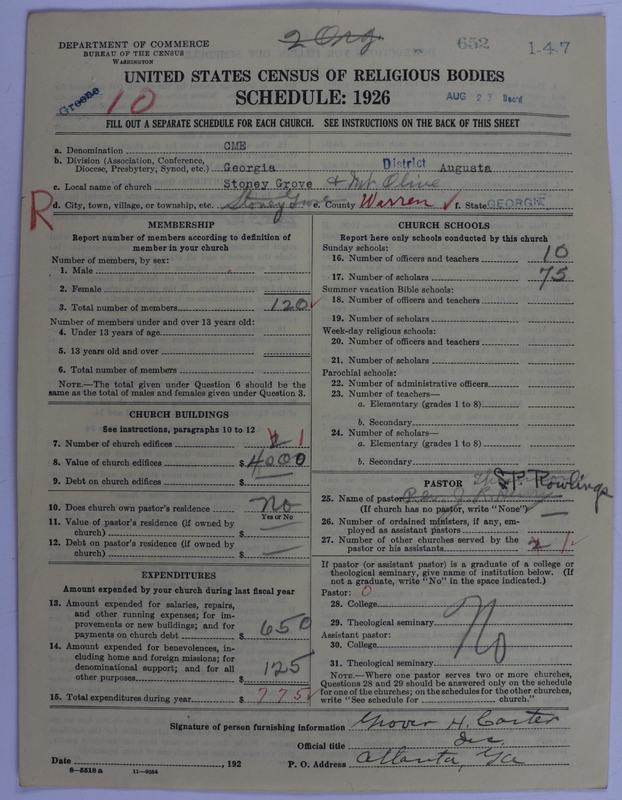 2 Org
652
1-4-7
DEPARTMENT OF COMMERCE
BUREAU OF THE CENSUS
WASHINGTON
UNITED STATES CENSUS OF RELIGIOUS BODIES
Greene 10
SCHEDULE: 1926
AUG 23 Rec'd
FILL OUT A SEPARATE SCHEDULE FOR EACH CHURCH. SEE INSTRUCTIONS ON THE BACK OF THIS SHEET
a. Denomination CME
b. Division (Association, Conference, Diocese, Presbytery, Synod, etc.) Georgia District Augusta
c. Local name of church Stoney Grove & Mt Olive
R d. City, town, village, or township, etc. e. County Warren f. State GEORGIA
MEMBERSHIP
Report number of members according to definition of
member in your church
Number of members, by sex:
1. Male
2. Female
3. Total number of members 120
Number of members under and over 13 years old:
4. Under 13 years of age
5. 13 years old and over
6. Total number of members
NOTE.—The total given under Question 6 should be the
same as the total of males and females given under Question 3.
CHURCH BUILDINGS
See instructions, paragraphs 10 to 12
7. Number of church edifices 1
8. Value of church edifices $ 4000
9. Debt on church edifices $
10. Does church own pastor's residence No
Yes or No
11. Value of pastor's residence (if owned by
church) $
12. Debt on pastor's residence (if owned by
church) $
EXPENDITURES
Amount expended by your church during last fiscal year
13. Amount expended for salaries, repairs,
and other running expenses; for im-
provements or new buildings; and for
payments on church debt $ 650
14. Amount expended for benevolences, in-
cluding home and foreign missions; for
denominational support; and for all
other purposes $ 125
15. Total expenditures during year $ 775
CHURCH SCHOOLS
Report here only schools conducted by this church
Sunday schools:
16. Number of officers and teachers 10
17. Number of scholars 75
Summer vacation Bible schools:
18. Number of officers and teachers
19. Number of scholars
Week-day religious schools:
20. Number of officers and teachers
21. Number of scholars
Parochial schools:
22. Number of administrative officers
23. Number of teachers—
a. Elementary (grades 1 to 8)
b. Secondary
24. Number of scholars—
a. Elementary (grades 1 to 8)
b. Secondary
PASTOR
25. Name of pastor S.P. Rowlings
(If church has no pastor, write "None")
26. Number of ordained ministers, if any, em-
ployed as assistant pastors
27. Number of other churches served by the
pastor or his assistants 1
If pastor (or assistant pastor) is a graduate of a college or
theological seminary, give name of institution below. (If
not a graduate, write "No" in the space indicated.)
Pastor: 0
28. College
29. Theological seminary No
Assistant pastor:
30. College
31. Theological seminary
NOTE.—Where one pastor serves two or more churches,
Questions 28 and 29 should be answered only on the schedule
for one of the churches; on the schedules for the other churches,
write "See schedule for church."
Signature of person furnishing information Grover H. Carter
Official title
Date , 192 P. O. Address Atlanta, Ga
8-5518 a 11-9084